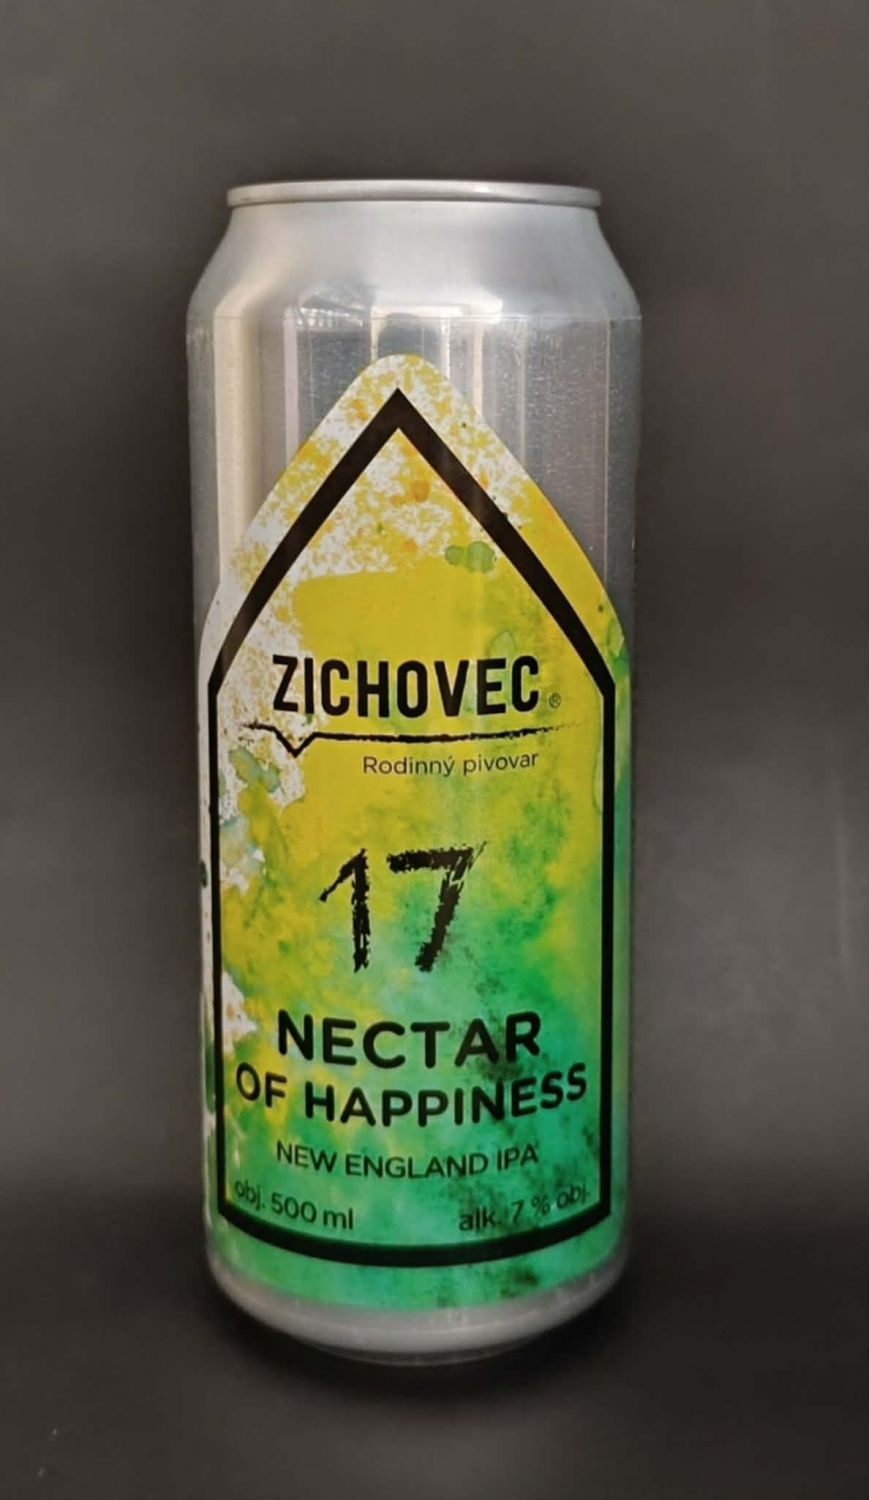 ZICHOVEC ®
Rodinný pivovar
17
NECTAR
OF HAPPINESS
NEW ENGLAND IPA
obj. 500 ml alk. 7 % obj.